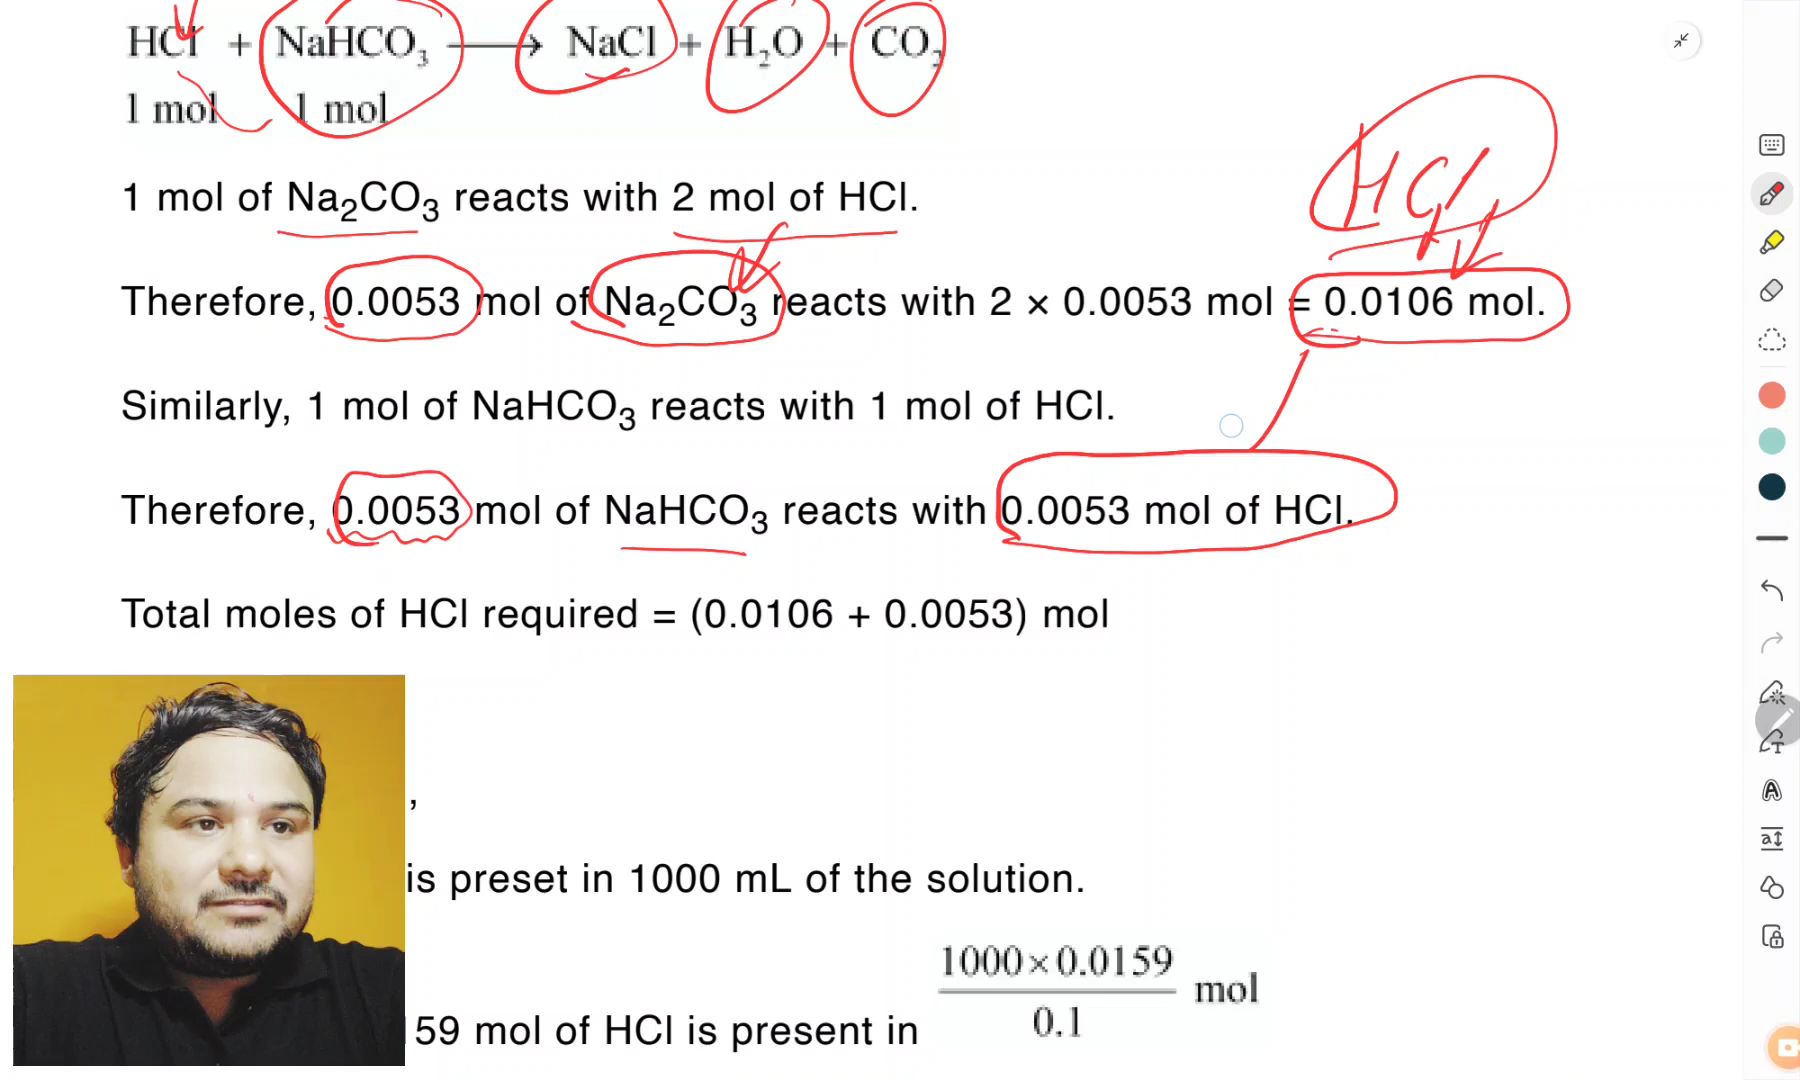 HCl + NaHCO₃ ⟶ NaCl + H₂O + CO₂
1 mol 1 mol
HCl
1 mol of Na₂CO₃ reacts with 2 mol of HCl.
Therefore, 0.0053 mol of Na₂CO₃ reacts with 2 × 0.0053 mol = 0.0106 mol.
Similarly, 1 mol of NaHCO₃ reacts with 1 mol of HCl.
Therefore, 0.0053 mol of NaHCO₃ reacts with 0.0053 mol of HCl.
Total moles of HCl required = (0.0106 + 0.0053) mol
,
is preset in 1000 mL of the solution.
59 mol of HCl is present in
1000×0.0159
0.1
mol